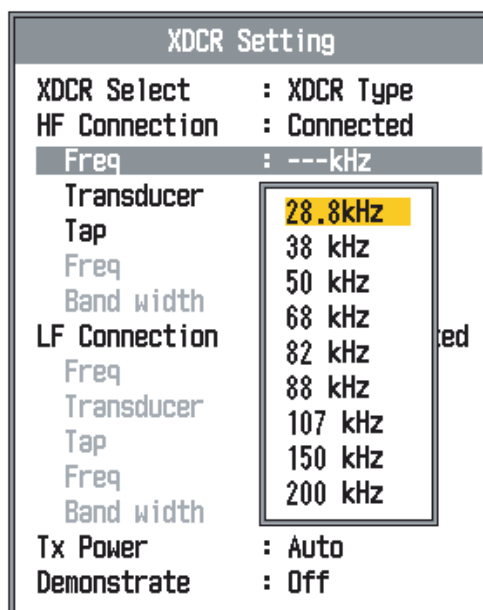 XDCR Setting
XDCR Select : XDCR Type
HF Connection : Connected
Freq : ---kHz
Transducer
Tap
Freq
Band width
LF Connection ted
Freq
Transducer
Tap
Freq
Band width
Tx Power : Auto
Demonstrate : Off
28.8kHz
38 kHz
50 kHz
68 kHz
82 kHz
88 kHz
107 kHz
150 kHz
200 kHz